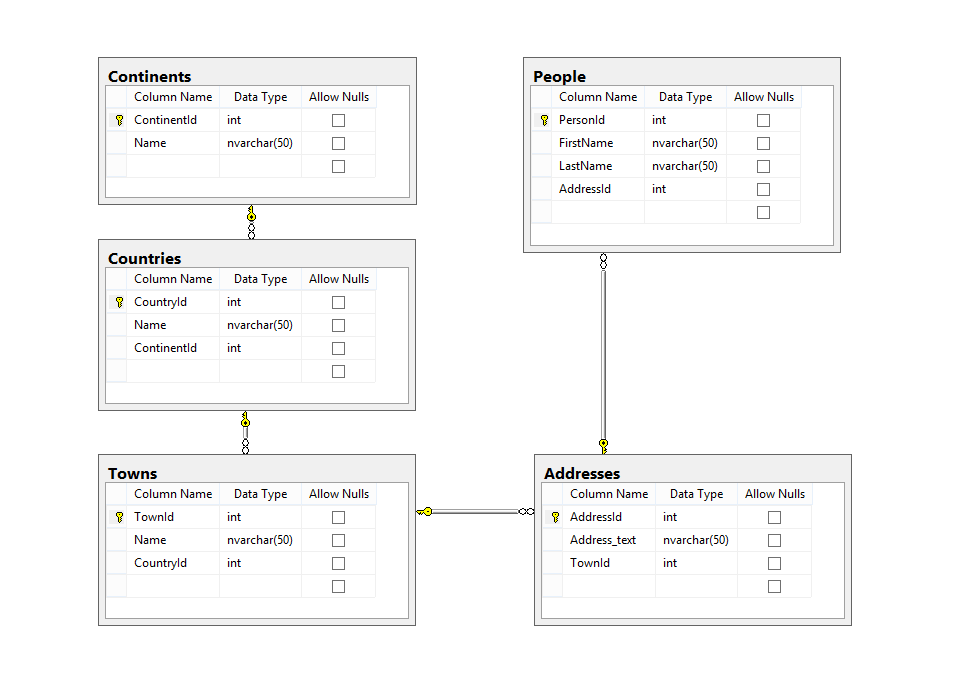 Continents
Column Name Data Type Allow Nulls
ContinentId int
Name nvarchar(50)
People
Column Name Data Type Allow Nulls
PersonId int
FirstName nvarchar(50)
LastName nvarchar(50)
AddressId int
Countries
Column Name Data Type Allow Nulls
CountryId int
Name nvarchar(50)
ContinentId int
Towns
Column Name Data Type Allow Nulls
TownId int
Name nvarchar(50)
CountryId int
Addresses
Column Name Data Type Allow Nulls
AddressId int
Address_text nvarchar(50)
TownId int